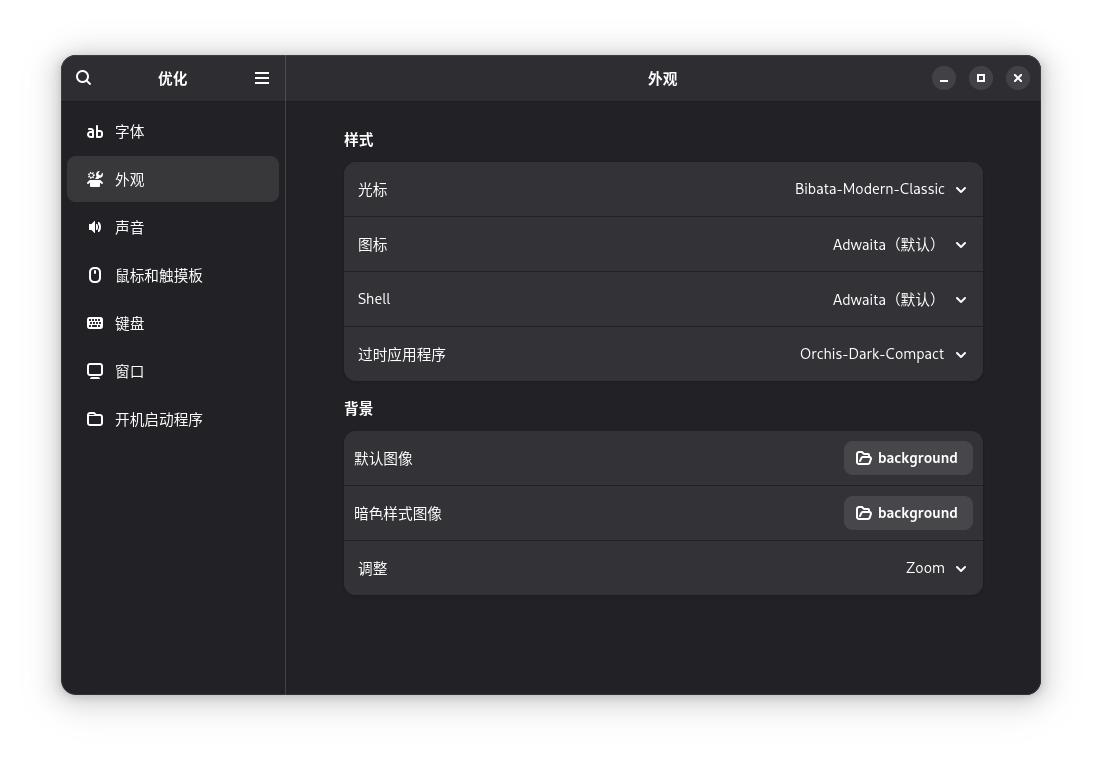 优化
外观
ab 字体
外观
声音
鼠标和触摸板
键盘
窗口
开机启动程序
样式
光标 Bibata-Modern-Classic
图标 Adwaita（默认）
Shell Adwaita（默认）
过时应用程序 Orchis-Dark-Compact
背景
默认图像 background
暗色样式图像 background
调整 Zoom